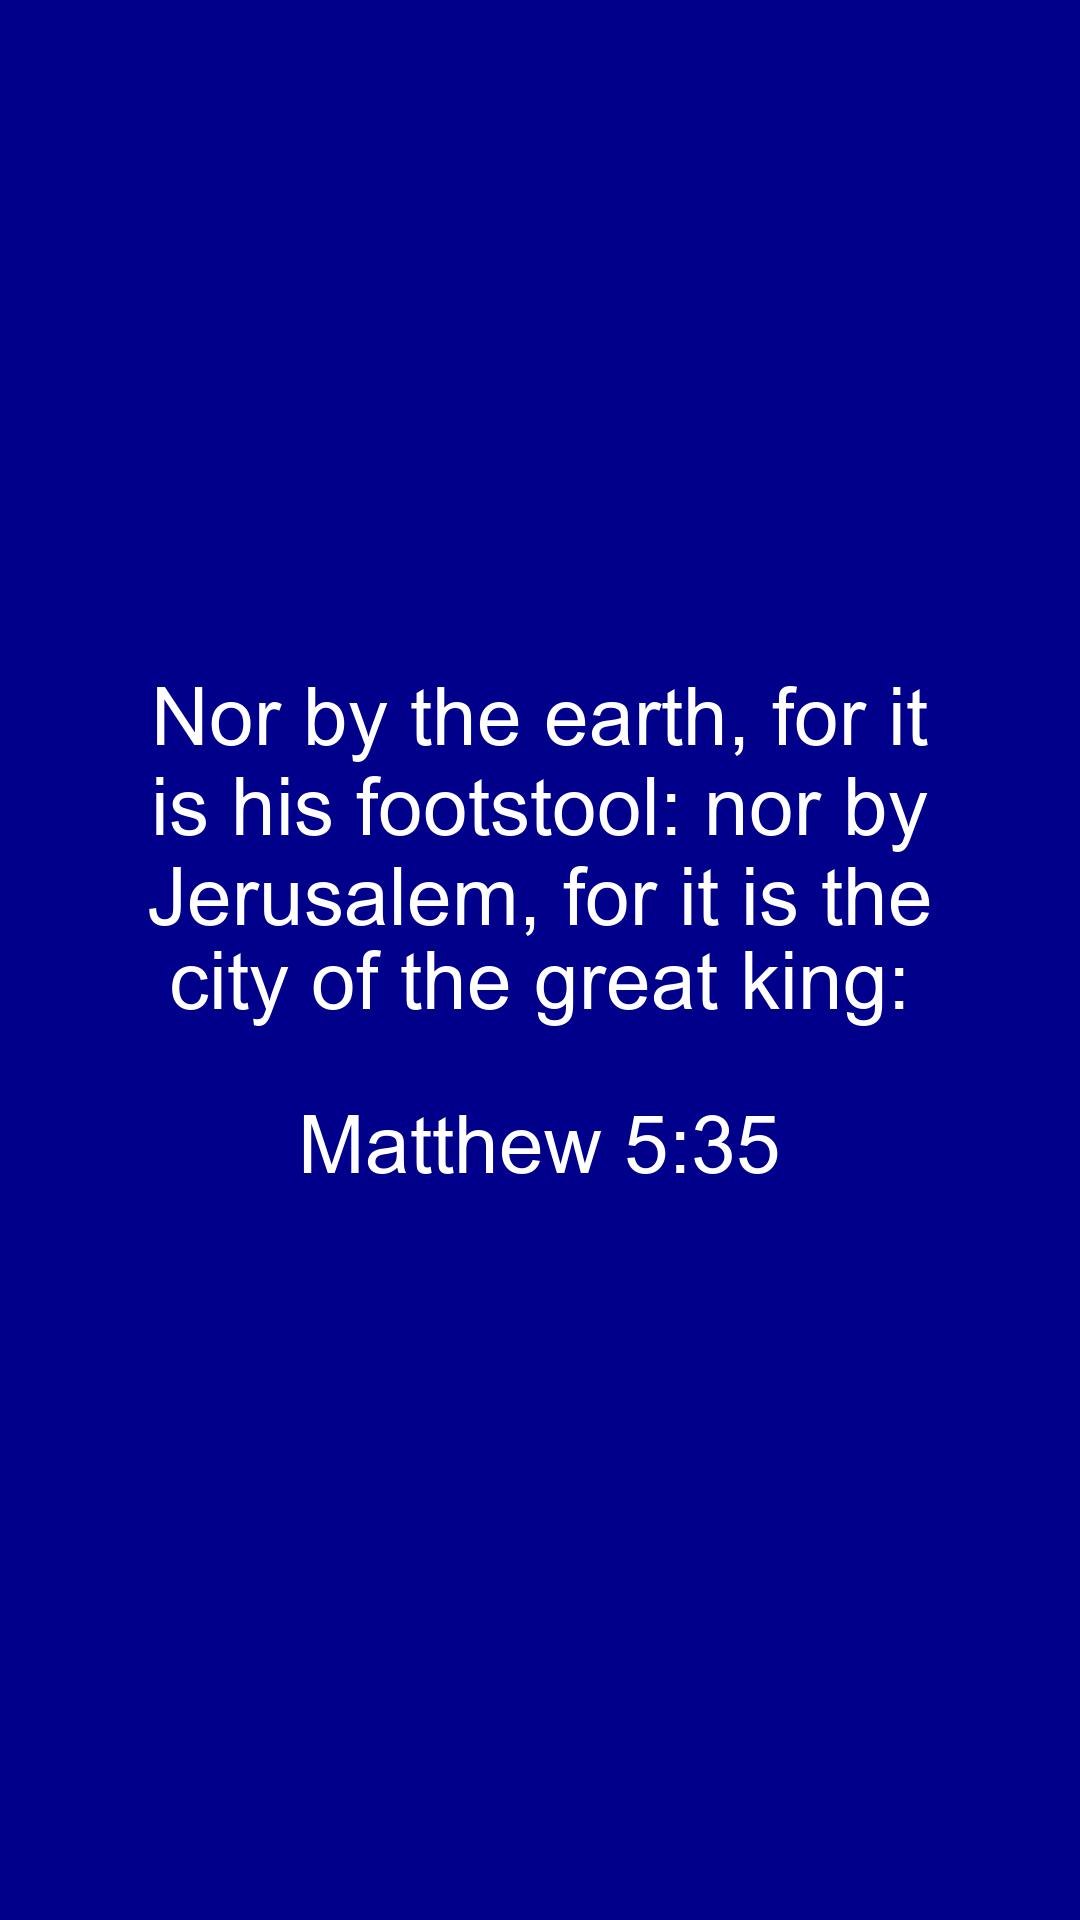 Nor by the earth, for it
is his footstool: nor by
Jerusalem, for it is the
city of the great king:
Matthew 5:35